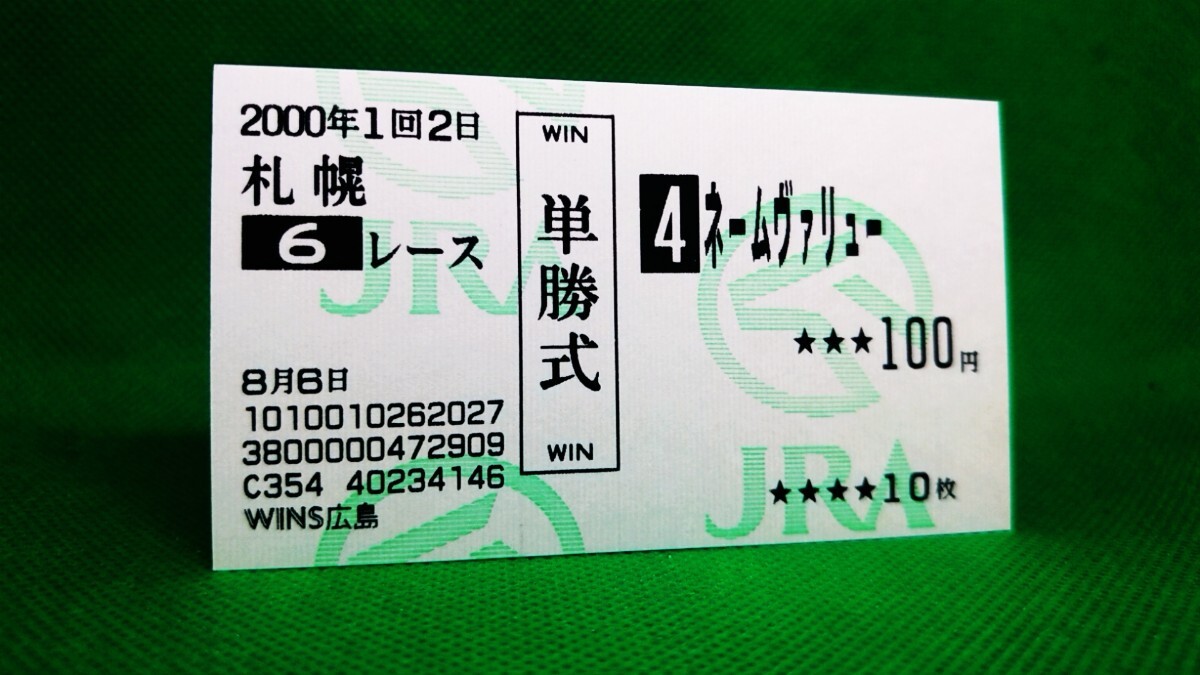 2000年1回2日
札幌
6レース
8月6日
1010010262027
3800000472909
C354 40234146
WINS広島
WIN
単勝式
WIN
4ネームヴァリュー
★★★100円
★★★★10枚
JRA
JRA